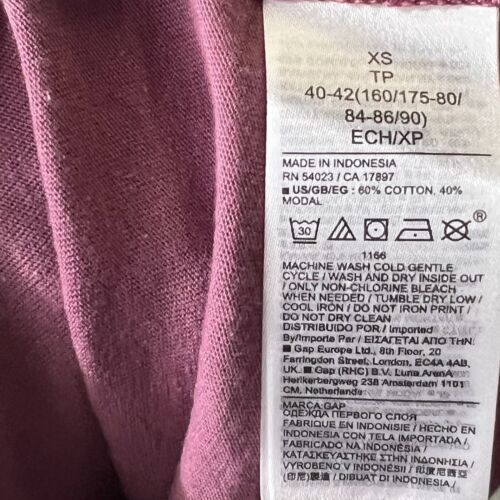 XS
TP
40-42(160/175-80/
84-86/90)
ECH/XP
MADE IN INDONESIA
RN 54023 / CA 17897
■ US/GB/EG : 60% COTTON, 40%
MODAL
30
®
1166
MACHINE WASH COLD GENTLE
CYCLE / WASH AND DRY INSIDE OUT
/ ONLY NON-CHLORINE BLEACH
WHEN NEEDED / TUMBLE DRY LOW /
COOL IRON / DO NOT IRON PRINT /
DO NOT DRY CLEAN
DISTRIBUIDO POR / Imported
By/Importe Par / ΕΙΣΑΓΕΤΑΙ ΑΠΟ ΤΗΝ:
■ Gap Europe Ltd., 8th Floor, 20
Farringdon Street, London, EC4A 4AB,
UK. ■ Gap (RHC) B.V. Luna ArenA
Herikerbergweg 238 Amsterdam 1101
CM, Netherlands
MARCA GAP
ОДЕЖДА ПЕРВОГО СЛОЯ
FABRIQUE EN INDONISIE / HECHO EN
INDONESIA CON TELA IMPORTADA /
FABRICADO NA INDONÉSIA /
ΚΑΤΑΣΚΕΥΑΣΤΗΚΕ ΣΤΗΝ ΙΝΔΟΝΗΣΙΑ /
VYROBENO V INDONÉSII / 印度尼西亚
(印尼)製